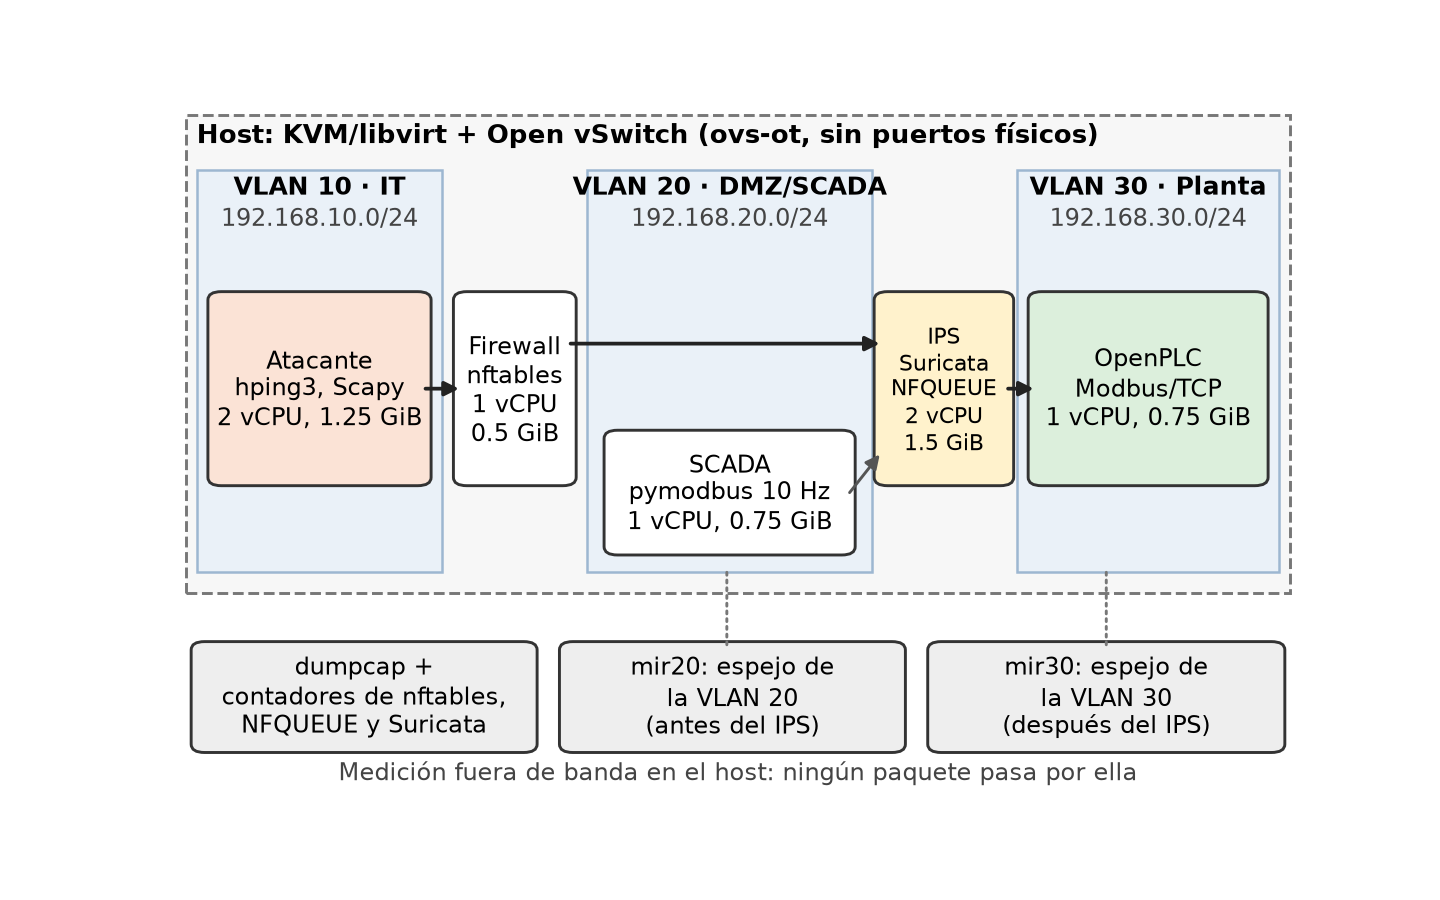 Host: KVM/libvirt + Open vSwitch (ovs-ot, sin puertos físicos)
VLAN 10 · IT
192.168.10.0/24
VLAN 20 · DMZ/SCADA
192.168.20.0/24
VLAN 30 · Planta
192.168.30.0/24
Atacante
hping3, Scapy
2 vCPU, 1.25 GiB
Firewall
nftables
1 vCPU
0.5 GiB
SCADA
pymodbus 10 Hz
1 vCPU, 0.75 GiB
IPS
Suricata
NFQUEUE
2 vCPU
1.5 GiB
OpenPLC
Modbus/TCP
1 vCPU, 0.75 GiB
dumpcap +
contadores de nftables,
NFQUEUE y Suricata
mir20: espejo de
la VLAN 20
(antes del IPS)
mir30: espejo de
la VLAN 30
(después del IPS)
Medición fuera de banda en el host: ningún paquete pasa por ella